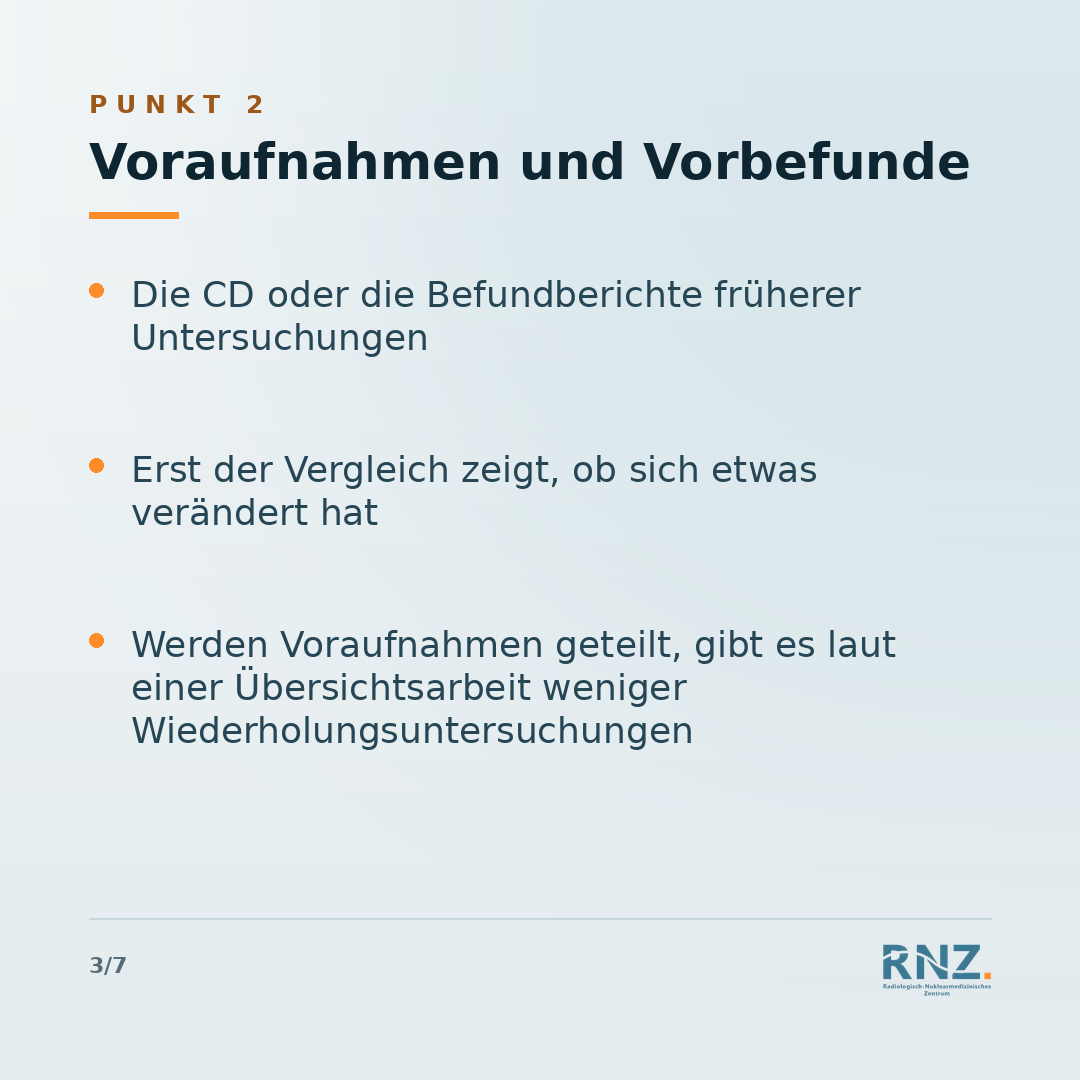 PUNKT 2
Voraufnahmen und Vorbefunde
Die CD oder die Befundberichte früherer
Untersuchungen
Erst der Vergleich zeigt, ob sich etwas
verändert hat
Werden Voraufnahmen geteilt, gibt es laut
einer Übersichtsarbeit weniger
Wiederholungsuntersuchungen
3/7
RNZ.
Radiologisch-Nuklearmedizinisches
Zentrum